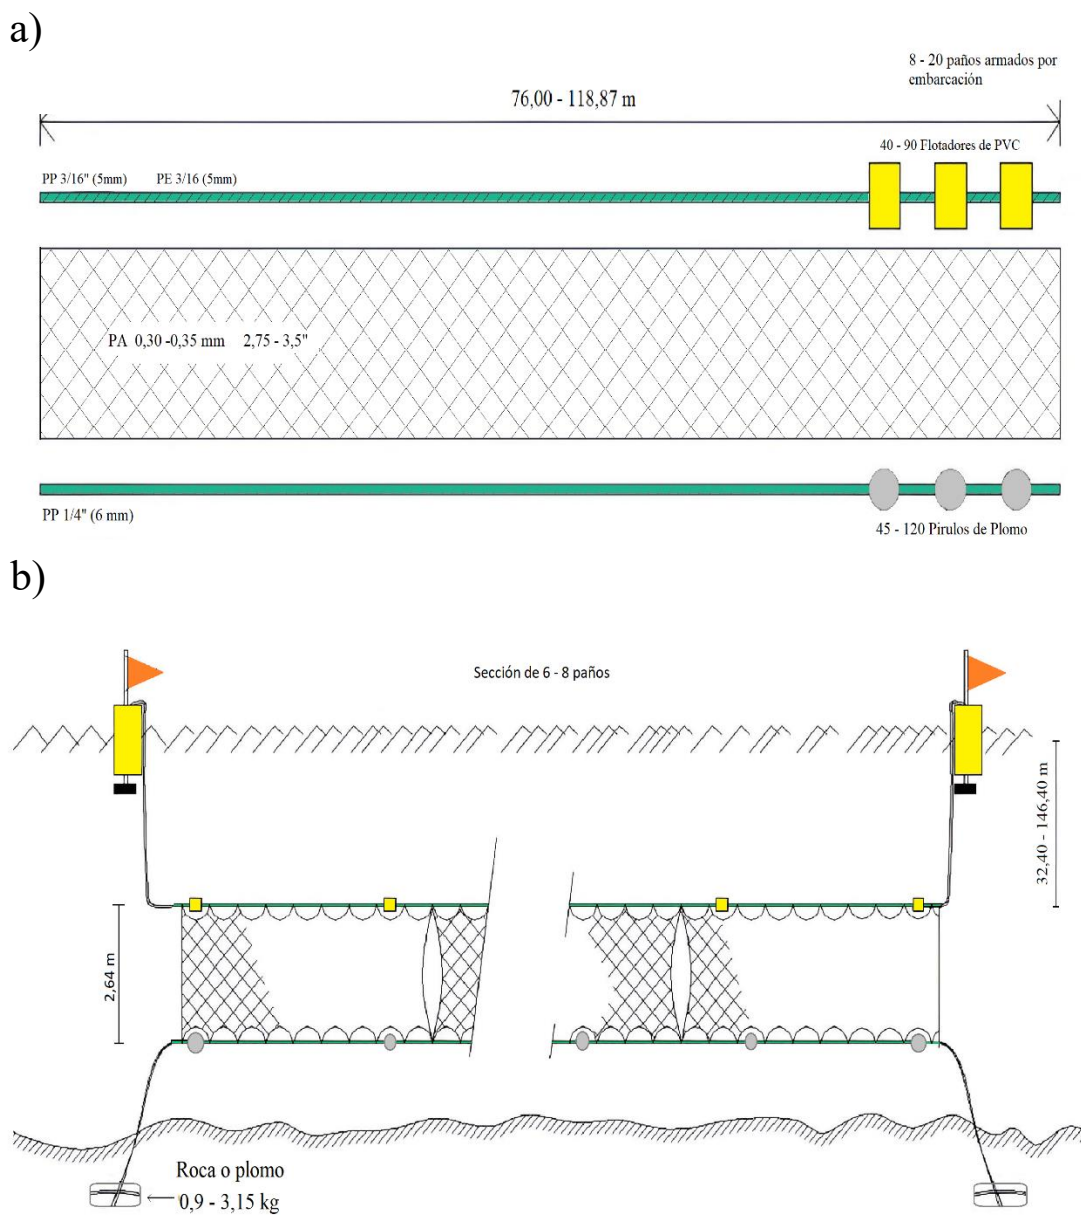 a)
8 - 20 paños armados por
embarcación
76,00 - 118,87 m
40 - 90 Flotadores de PVC
PP 3/16" (5mm) PE 3/16 (5mm)
PA 0,30 -0,35 mm 2,75 - 3,5"
PP 1/4" (6 mm)
45 - 120 Pirulos de Plomo
b)
Sección de 6 - 8 paños
32,40 - 146,40 m
2,64 m
Roca o plomo
0,9 - 3,15 kg